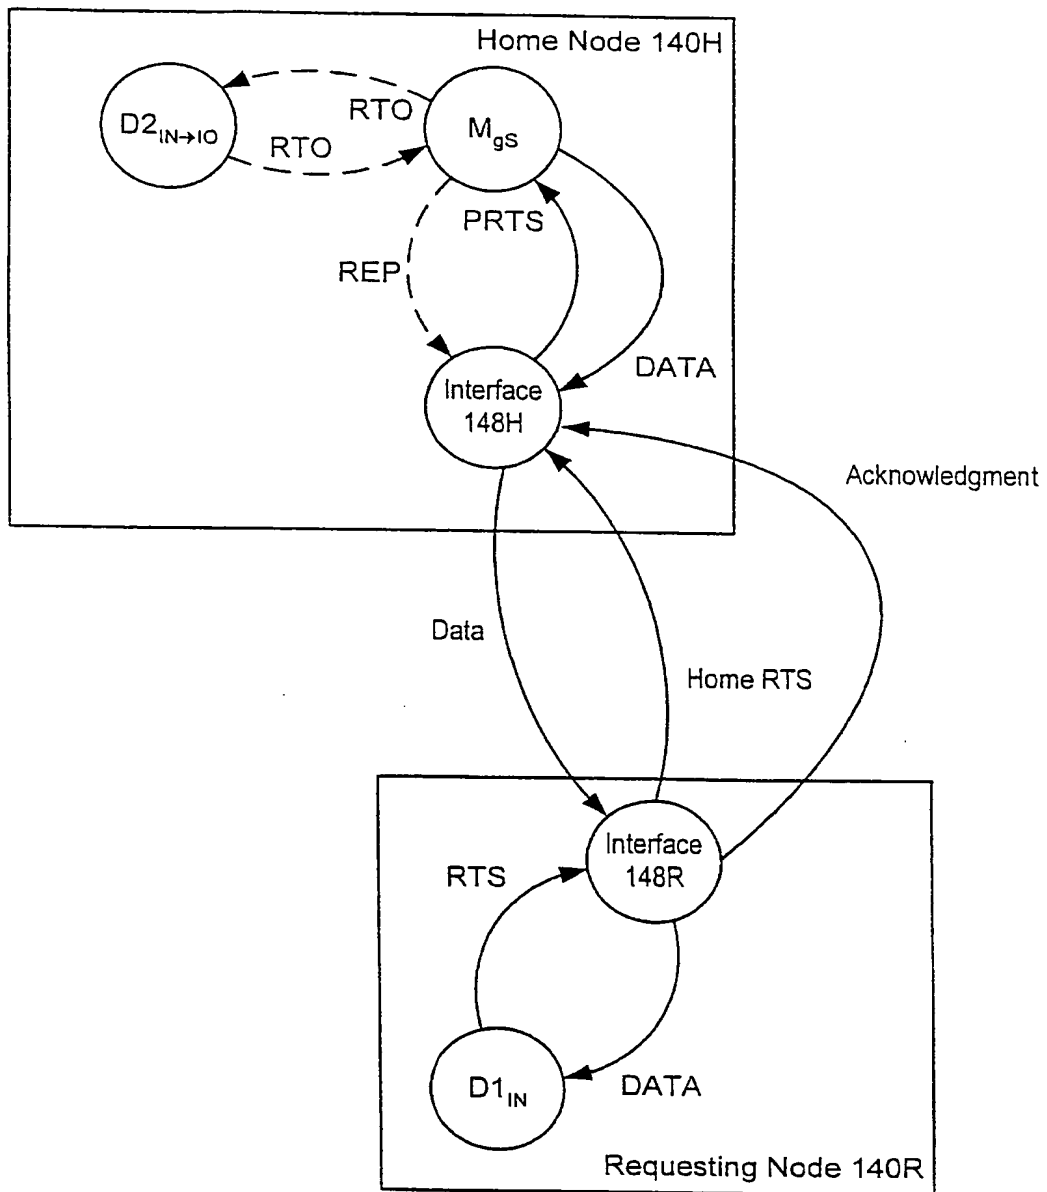 Home Node 140H
D2IN→IO
RTO
RTO
MgS
PRTS
REP
DATA
Interface
148H
Acknowledgment
Data
Home RTS
Interface
148R
RTS
D1IN
DATA
Requesting Node 140R